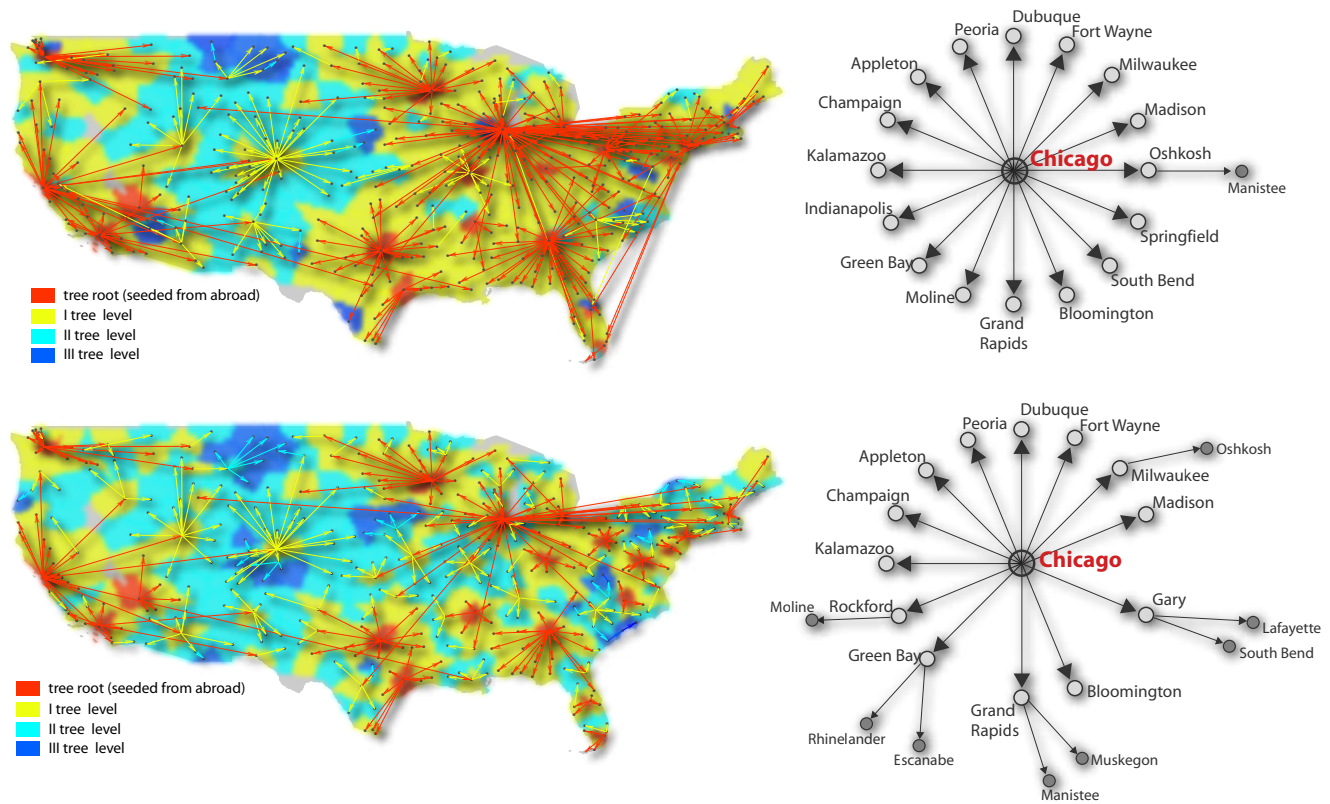 tree root (seeded from abroad)
I tree level
II tree level
III tree level
Dubuque
Peoria
Fort Wayne
Appleton
Milwaukee
Champaign
Madison
Kalamazoo
Chicago
Oshkosh
Manistee
Indianapolis
Springfield
Green Bay
South Bend
Moline
Bloomington
Grand
Rapids
tree root (seeded from abroad)
I tree level
II tree level
III tree level
Dubuque
Peoria
Fort Wayne
Oshkosh
Appleton
Milwaukee
Champaign
Madison
Kalamazoo
Chicago
Moline
Rockford
Gary
Lafayette
Green Bay
South Bend
Bloomington
Grand
Rapids
Rhinelander
Escanabe
Muskegon
Manistee